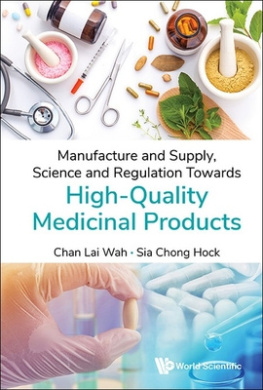 Manufacture and Supply,
Science and Regulation Towards
High-Quality
Medicinal Products
Chan Lai Wah • Sia Chong Hock
World Scientific